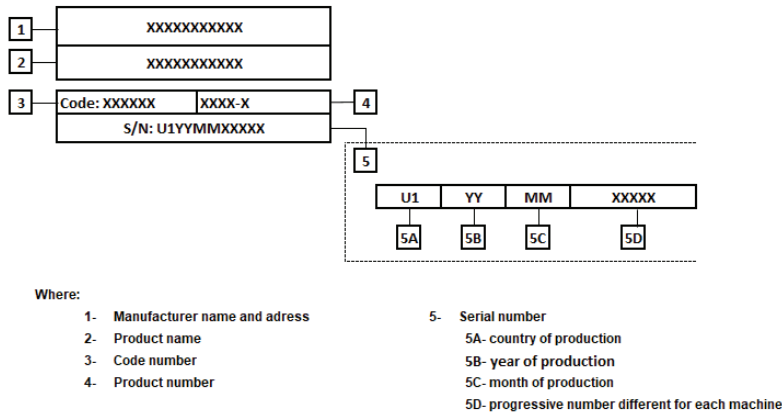 1
XXXXXXXXXXX
2
XXXXXXXXXXX
3
Code: XXXXXX
XXXX-X
4
S/N: U1YYMMXXXXX
5
U1
YY
MM
XXXXX
5A
5B
5C
5D
Where:
1- Manufacturer name and adress
2- Product name
3- Code number
4- Product number
5- Serial number
5A- country of production
5B- year of production
5C- month of production
5D- progressive number different for each machine